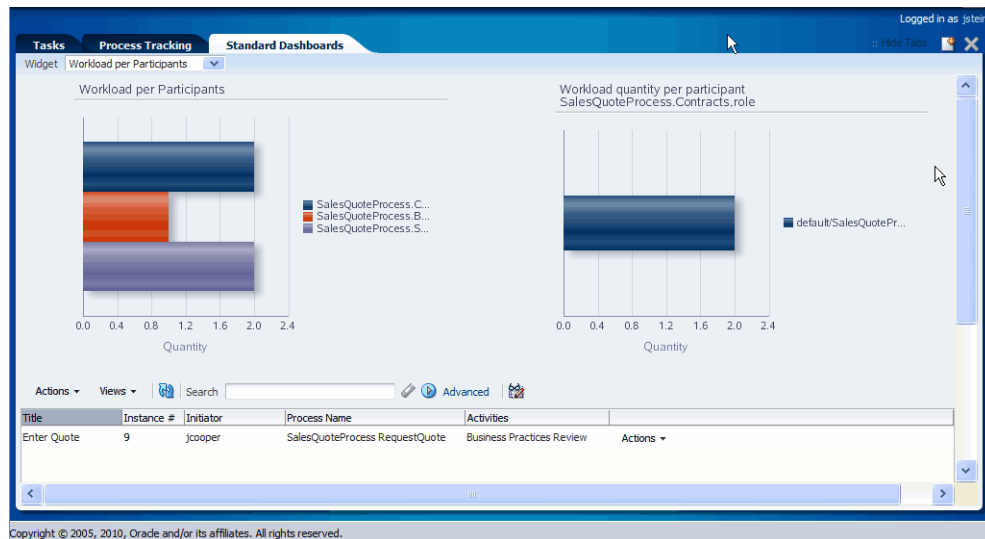 Logged in as jstei
Tasks Process Tracking Standard Dashboards :: Hide Tabs
Widget Workload per Participants
Workload per Participants
SalesQuoteProcess.C...
SalesQuoteProcess.B...
SalesQuoteProcess.S...
0.0 0.4 0.8 1.2 1.6 2.0 2.4
Quantity
Workload quantity per participant
SalesQuoteProcess.Contracts,role
default/SalesQuotePr...
0.0 0.4 0.8 1.2 1.6 2.0 2.4
Quantity
Actions Views Search Advanced
Title Instance # Initiator Process Name Activities
Enter Quote 9 jcooper SalesQuoteProcess RequestQuote Business Practices Review Actions
Copyright © 2005, 2010, Oracle and/or its affiliates. All rights reserved.